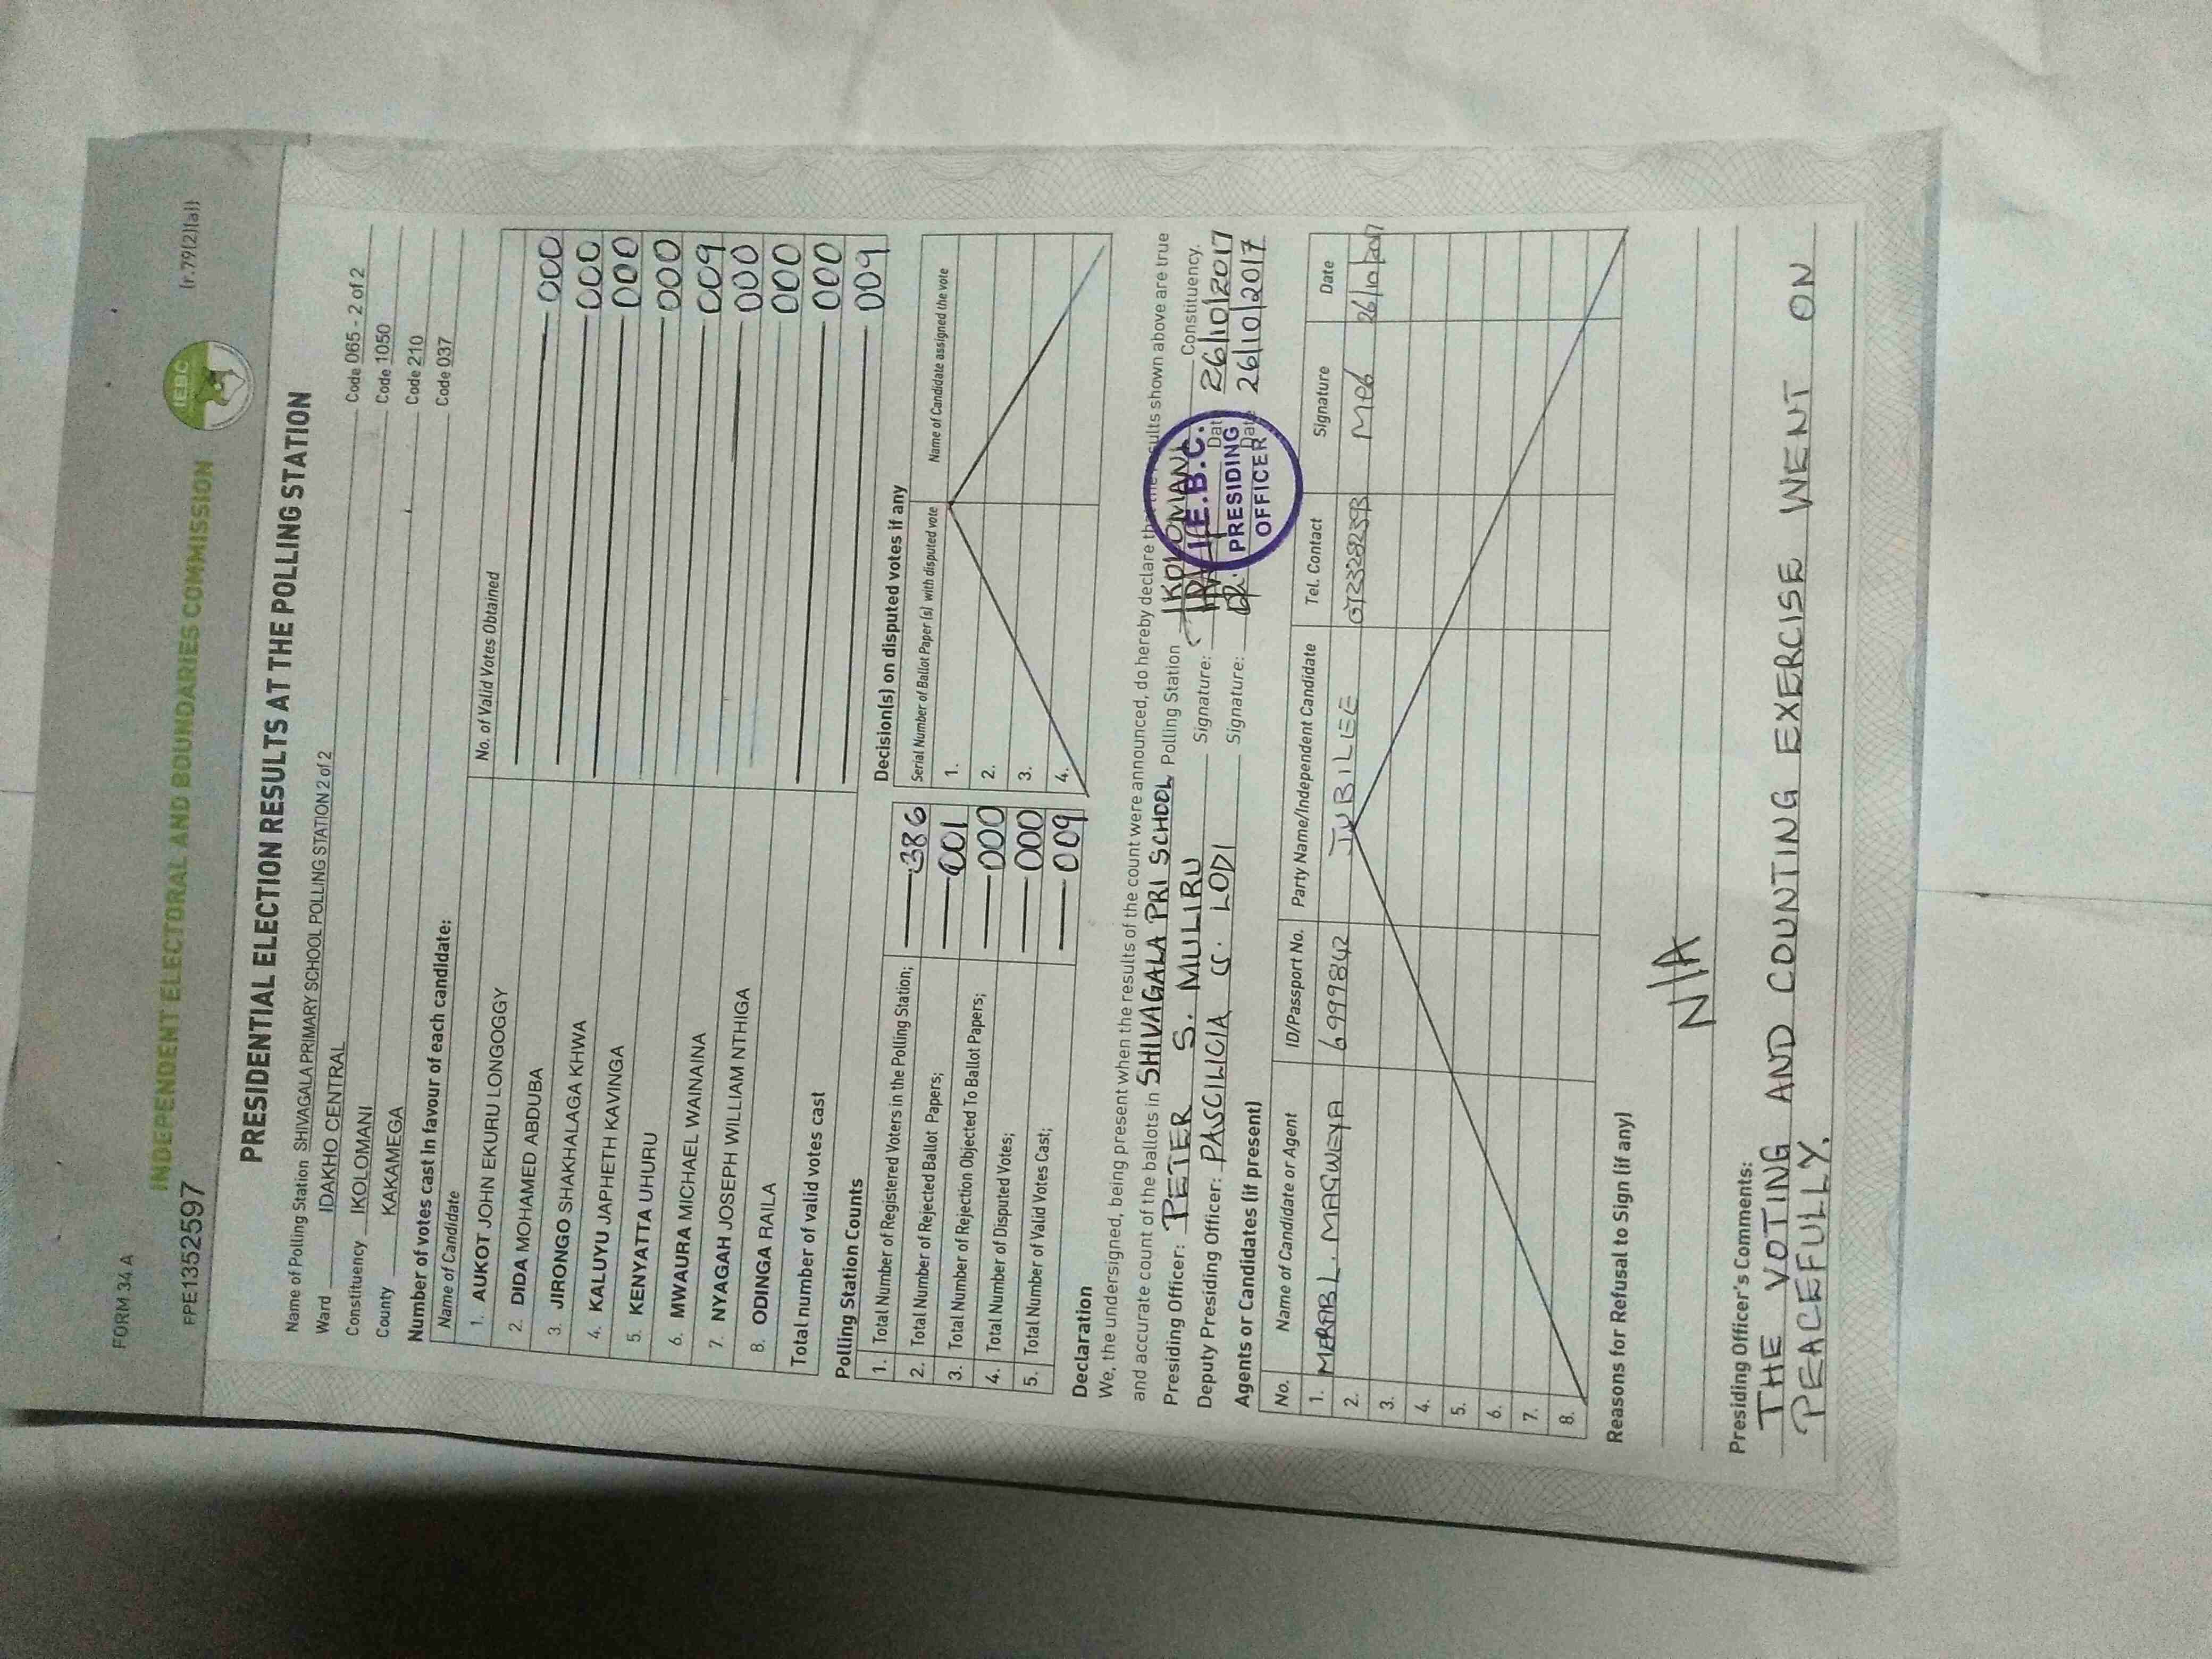 FORM 34 A
(r.79(2)(a))
IEBC
INDEPENDENT ELECTORAL AND BOUNDARIES COMMISSION
PPE1352597
PRESIDENTIAL ELECTION RESULTS AT THE POLLING STATION
Name of Polling Station SHIVAGALA PRIMARY SCHOOL POLLING STATION 2 of 2 Code 065 - 2 of 2
Ward IDAKHO CENTRAL Code 1050
Constituency IKOLOMANI Code 210
County KAKAMEGA Code 037
Number of votes cast in favour of each candidate:
Name of Candidate No. of Valid Votes Obtained
1. AUKOT JOHN EKURU LONGOGGY 000
2. DIDA MOHAMED ABDUBA 000
3. JIRONGO SHAKHALAGA KHWA 000
4. KALUYU JAPHETH KAVINGA 000
5. KENYATTA UHURU 009
6. MWAURA MICHAEL WAINAINA 000
7. NYAGAH JOSEPH WILLIAM NTHIGA 000
8. ODINGA RAILA 000
Total number of valid votes cast 009
Polling Station Counts
1. Total Number of Registered Voters in the Polling Station; 386
2. Total Number of Rejected Ballot Papers; 001
3. Total Number of Rejection Objected To Ballot Papers; 000
4. Total Number of Disputed Votes; 000
5. Total Number of Valid Votes Cast; 009
Decision(s) on disputed votes if any
Serial Number of Ballot Paper (s) with disputed vote Name of Candidate assigned the vote
1.
2.
3.
4.
Declaration
We, the undersigned, being present when the results of the count were announced, do hereby declare that the results shown above are true
and accurate count of the ballots in SHIVAGALA PRI SCHOOL Polling Station IKOLOMANI Constituency.
Presiding Officer: PETER S. MULIRU Signature: Date 26/10/2017
Deputy Presiding Officer: PASCILICIA C. LODI Signature: Date 26/10/2017
I.E.B.C.
PRESIDING
OFFICER
Agents or Candidates (if present)
No. Name of Candidate or Agent ID/Passport No. Party Name/Independent Candidate Tel. Contact Signature Date
1. MERAB L. MAGWEYA 6999842 JUBILEE Meb 26/10/2017
2.
3.
4.
5.
6.
7.
8.
Reasons for Refusal to Sign (if any)
N/A
Presiding Officer's Comments:
THE VOTING AND COUNTING EXERCISE WENT ON
PEACEFULLY.